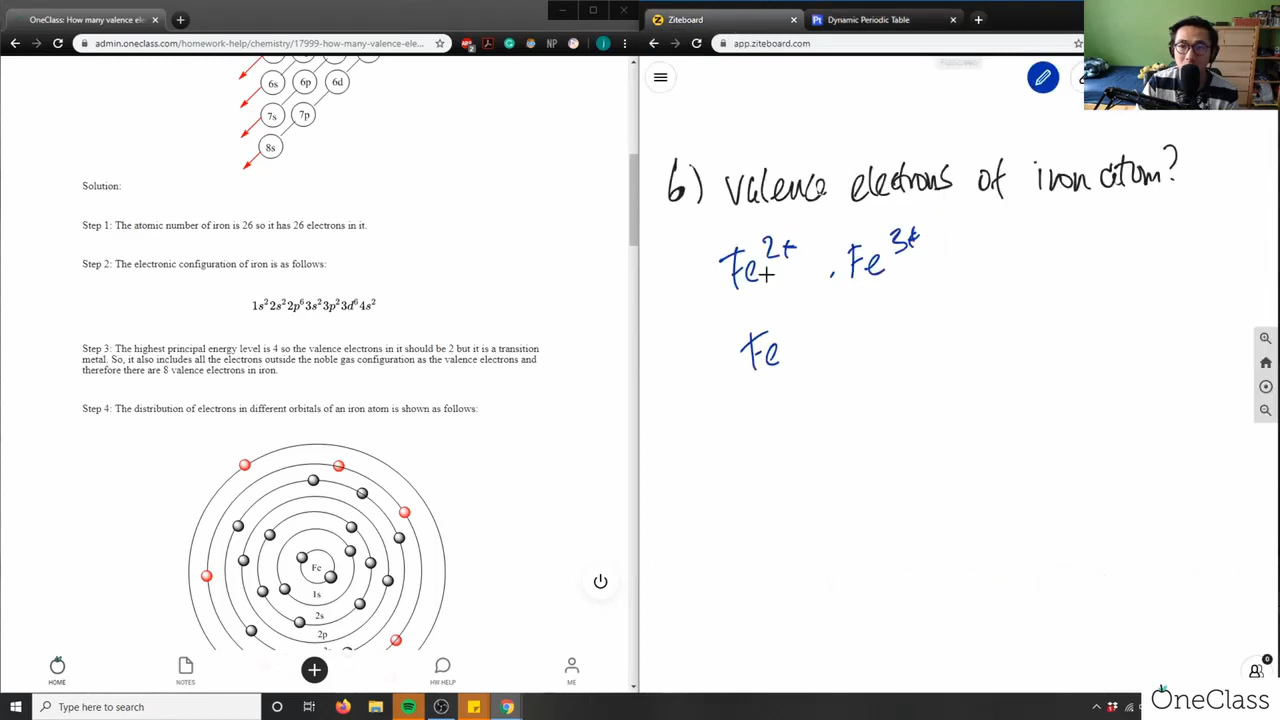 OneClass: How many valence ele
Ziteboard
Dynamic Periodic Table
admin.oneclass.com/homework-help/chemistry/17999-how-many-valence-ele...
NP
j
app.ziteboard.com
6s 6p 6d
7s 7p
8s
Solution:
Step 1: The atomic number of iron is 26 so it has 26 electrons in it.
Step 2: The electronic configuration of iron is as follows:
1s²2s²2p⁶3s²3p²3d⁶4s²
Step 3: The highest principal energy level is 4 so the valence electrons in it should be 2 but it is a transition
metal. So, it also includes all the electrons outside the noble gas configuration as the valence electrons and
therefore there are 8 valence electrons in iron.
Step 4: The distribution of electrons in different orbitals of an iron atom is shown as follows:
Fe
1s
2s
2p
HOME NOTES HW HELP ME
6) valence electrons of iron atom?
Fe²⁺ , Fe³⁺
Fe
0
Type here to search
OneClass